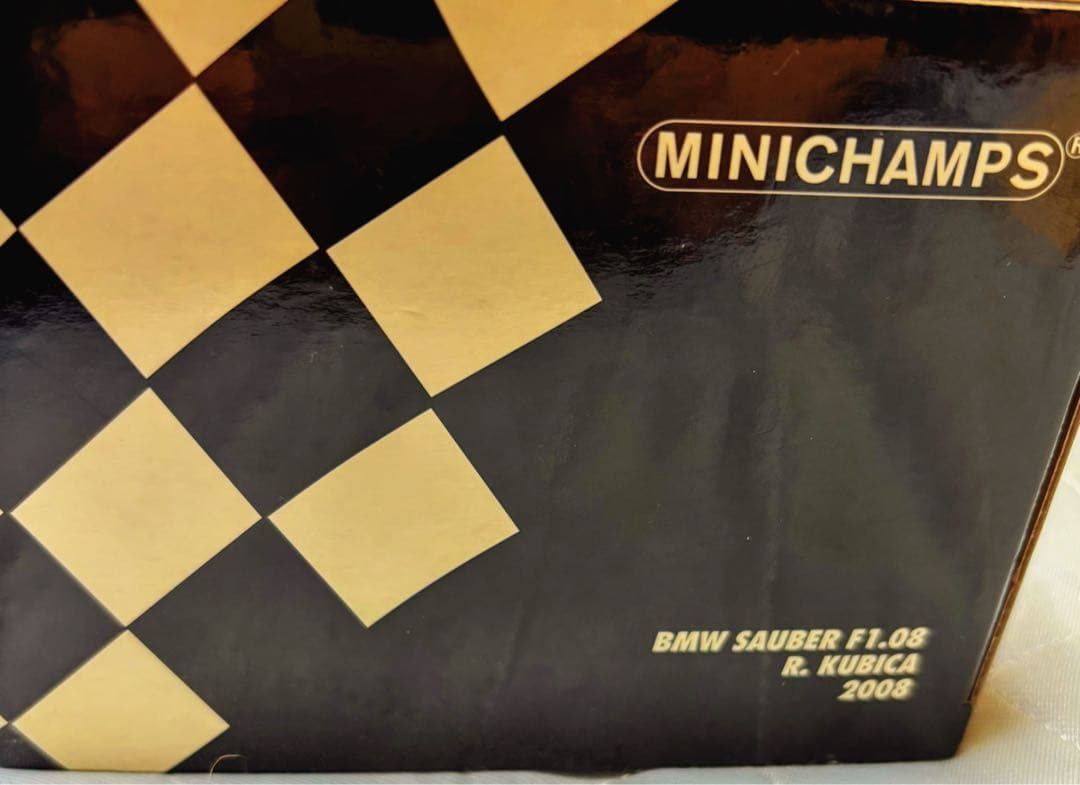 MINICHAMPS®
BMW SAUBER F1.08
R. KUBICA
2008